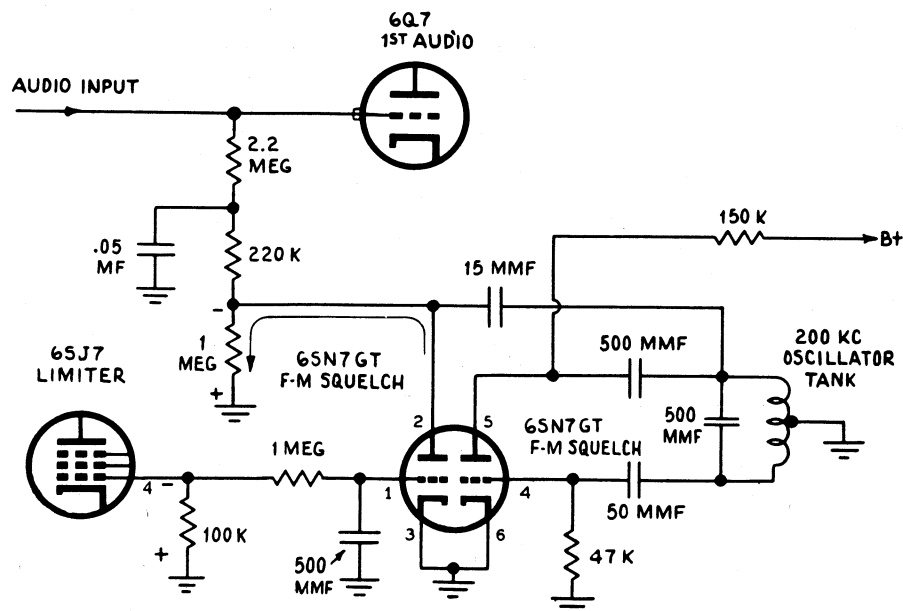 6Q7
1ST AUDIO
AUDIO INPUT
2.2
MEG
.05
MF
220K
150 K
B+
15 MMF
-
1
MEG
+
6SN7GT
F-M SQUELCH
500 MMF
200 KC
OSCILLATOR
TANK
6SJ7
LIMITER
2
5
6SN7GT
F-M SQUELCH
500
MMF
1 MEG
4
-
1
4
50 MMF
100K
+
3
6
500
MMF
47 K